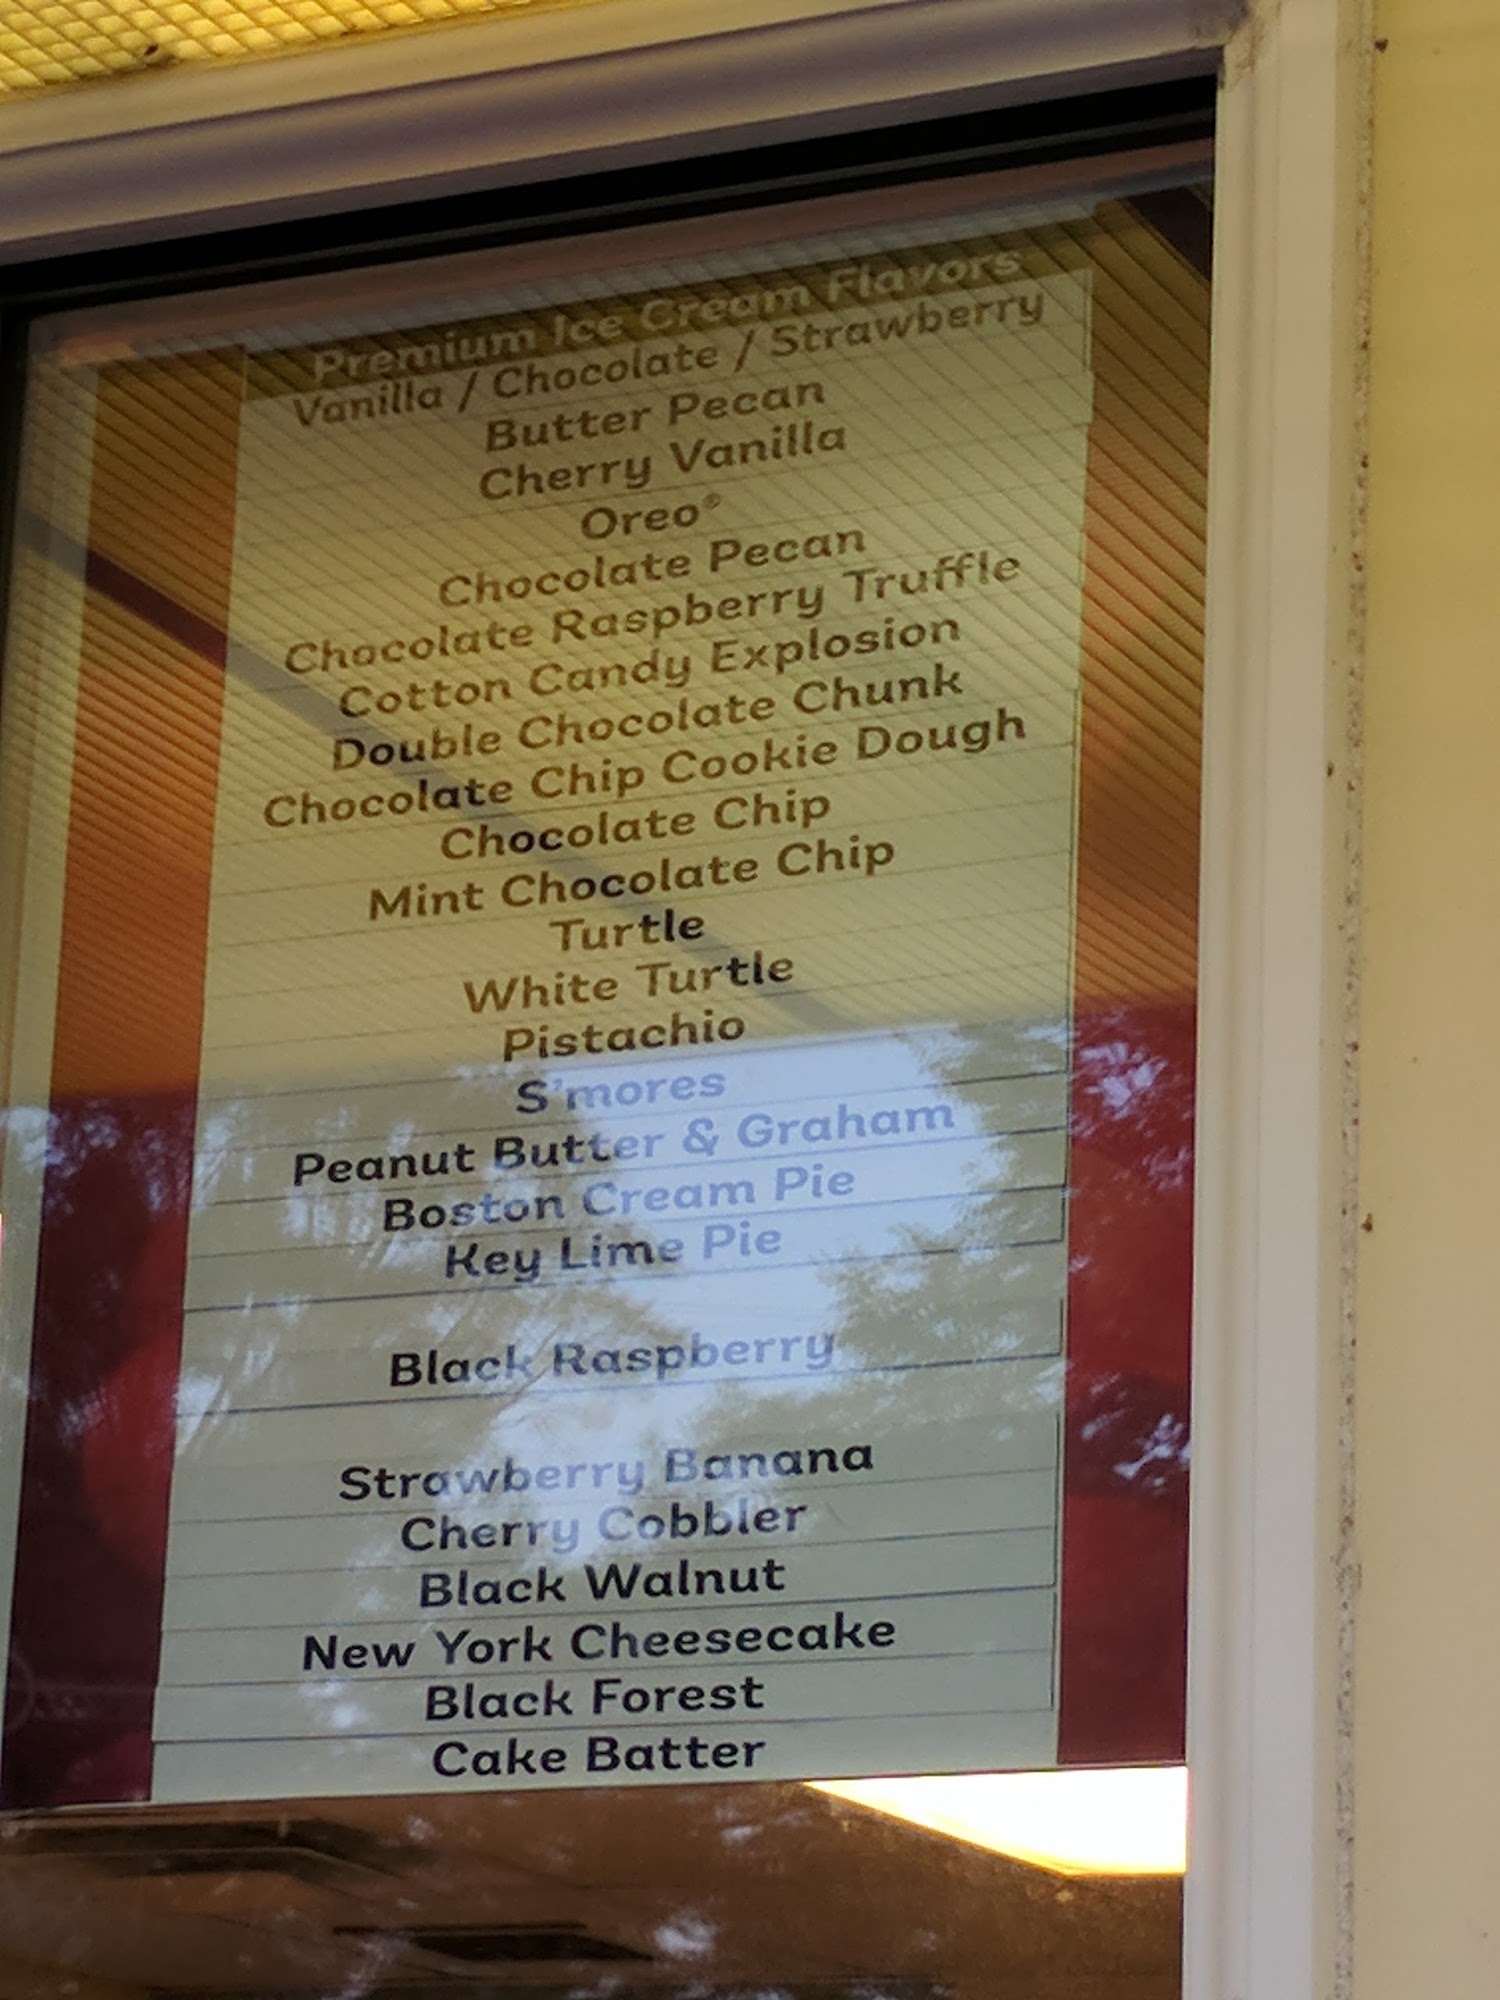 Premium Ice Cream Flavors
Vanilla / Chocolate / Strawberry
Butter Pecan
Cherry Vanilla
Oreo®
Chocolate Pecan
Chocolate Raspberry Truffle
Cotton Candy Explosion
Double Chocolate Chunk
Chocolate Chip Cookie Dough
Chocolate Chip
Mint Chocolate Chip
Turtle
White Turtle
Pistachio
S'mores
Peanut Butter & Graham
Boston Cream Pie
Key Lime Pie
Black Raspberry
Strawberry Banana
Cherry Cobbler
Black Walnut
New York Cheesecake
Black Forest
Cake Batter